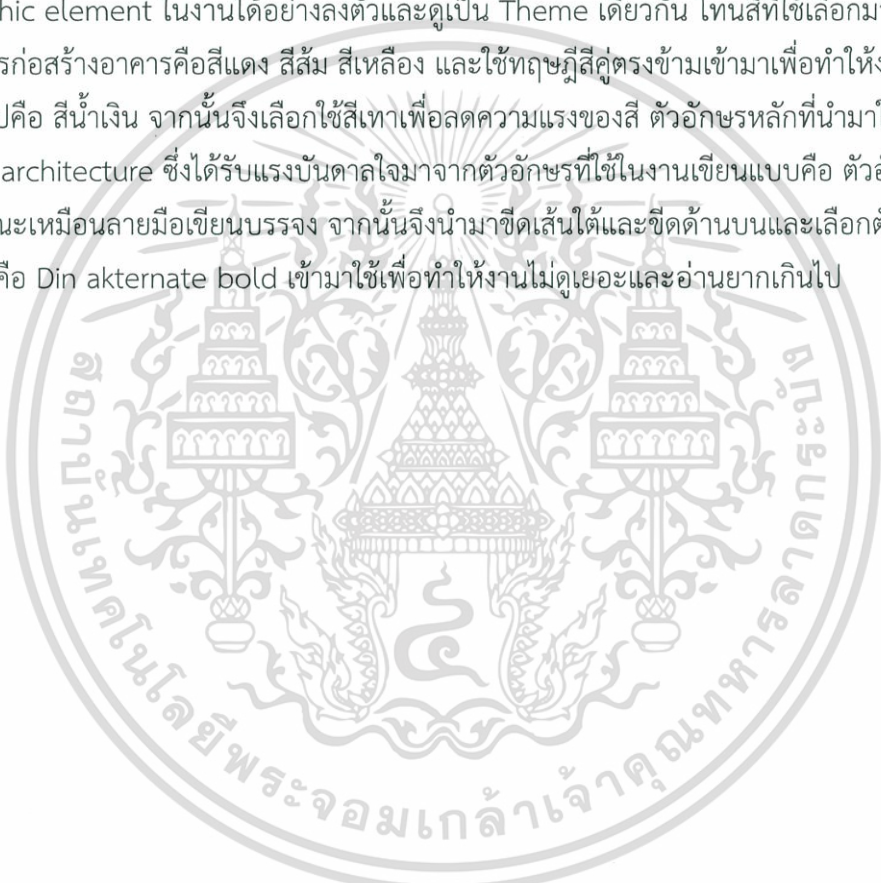 hic element ในงานได้อย่างลงตัวและดูเป็น Theme เดียวกัน โทนสีที่ใช้เลือกมา
รก่อสร้างอาคารคือสีแดง สีส้ม สีเหลือง และใช้ทฤษฎีสีคู่ตรงข้ามเข้ามาเพื่อทำให้ง
ปคือ สีน้ำเงิน จากนั้นจึงเลือกใช้สีเทาเพื่อลดความแรงของสี ตัวอักษรหลักที่นำมาใ
architecture ซึ่งได้รับแรงบันดาลใจมาจากตัวอักษรที่ใช้ในงานเขียนแบบคือ ตัวอั
นะเหมือนลายมือเขียนบรรจง จากนั้นจึงนำมาขีดเส้นใต้และขีดด้านบนและเลือกตั
คือ Din akternate bold เข้ามาใช้เพื่อทำให้งานไม่ดูเยอะและอ่านยากเกินไป
สถาบันเทคโนโลยีพระจอมเกล้าเจ้าคุณทหารลาดกระบัง